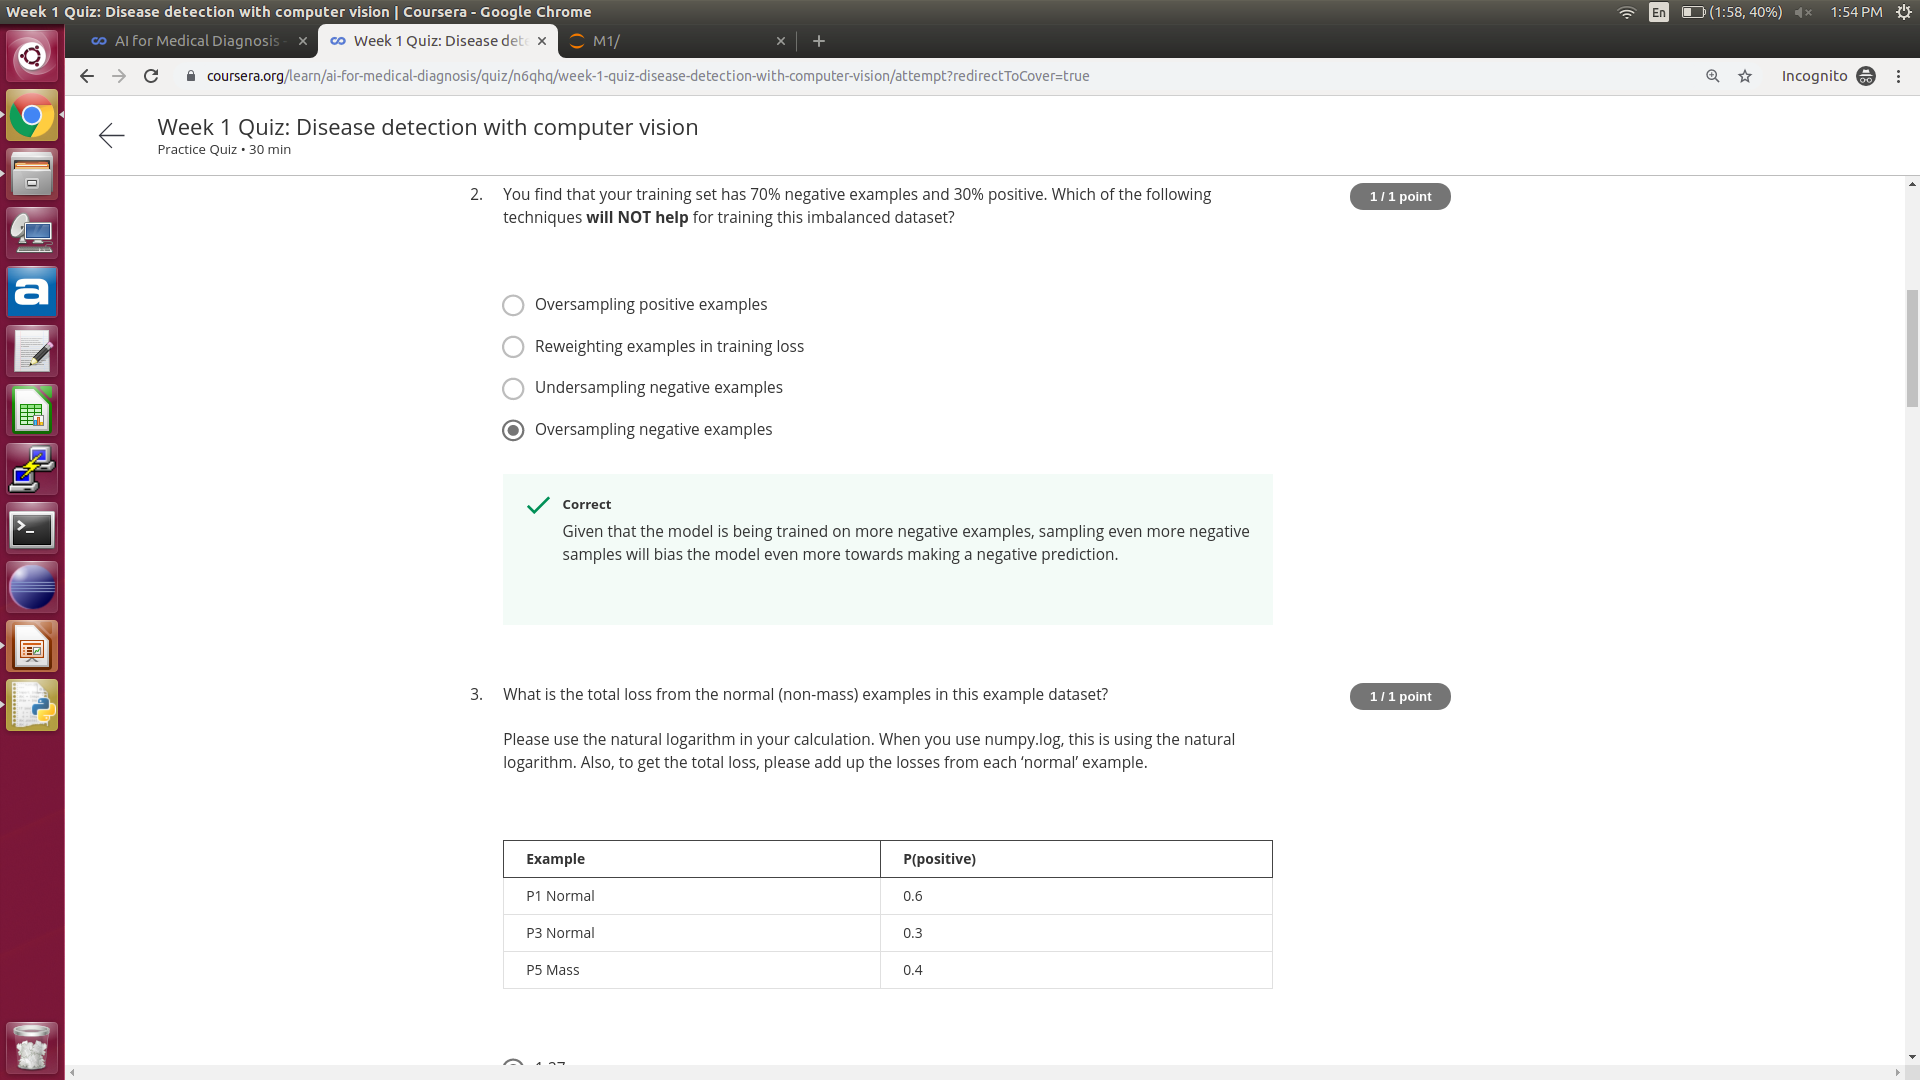 Week 1 Quiz: Disease detection with computer vision | Coursera - Google Chrome
En (1:58, 40%) 1:54 PM
AI for Medical Diagnosis
Week 1 Quiz: Disease det
M1/
coursera.org/learn/ai-for-medical-diagnosis/quiz/n6qhq/week-1-quiz-disease-detection-with-computer-vision/attempt?redirectToCover=true
Incognito
Week 1 Quiz: Disease detection with computer vision
Practice Quiz • 30 min
2. You find that your training set has 70% negative examples and 30% positive. Which of the following
techniques will NOT help for training this imbalanced dataset?
1 / 1 point
Oversampling positive examples
Reweighting examples in training loss
Undersampling negative examples
Oversampling negative examples
Correct
Given that the model is being trained on more negative examples, sampling even more negative
samples will bias the model even more towards making a negative prediction.
3. What is the total loss from the normal (non-mass) examples in this example dataset?
1 / 1 point
Please use the natural logarithm in your calculation. When you use numpy.log, this is using the natural
logarithm. Also, to get the total loss, please add up the losses from each ‘normal’ example.
Example P(positive)
P1 Normal 0.6
P3 Normal 0.3
P5 Mass 0.4